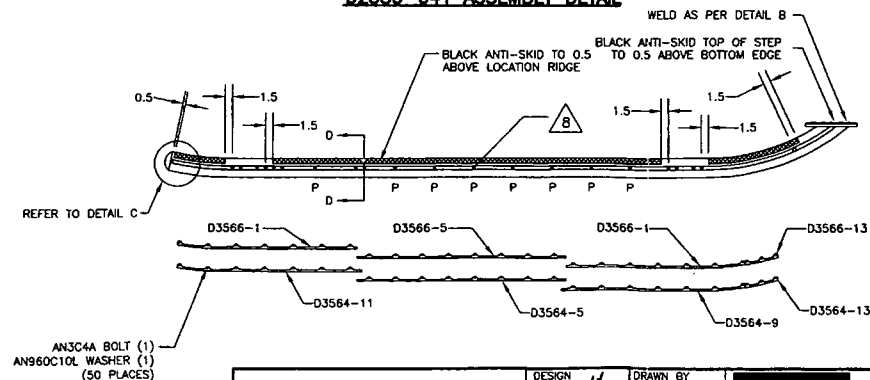 WELD AS PER DETAIL B
BLACK ANTI-SKID TO 0.5
ABOVE LOCATION RIDGE
BLACK ANTI-SKID TOP OF STEP
TO 0.5 ABOVE BOTTOM EDGE
0.5
1.5
1.5
1.5
1.5
1.5
D
D
8
P P P P P P P P
REFER TO DETAIL C
D3566-1
D3566-5
D3566-1
D3566-13
D3564-11
D3564-5
D3564-9
D3564-13
AN3C4A BOLT (1)
AN960C10L WASHER (1)
(50 PLACES)
DESIGN
DRAWN BY